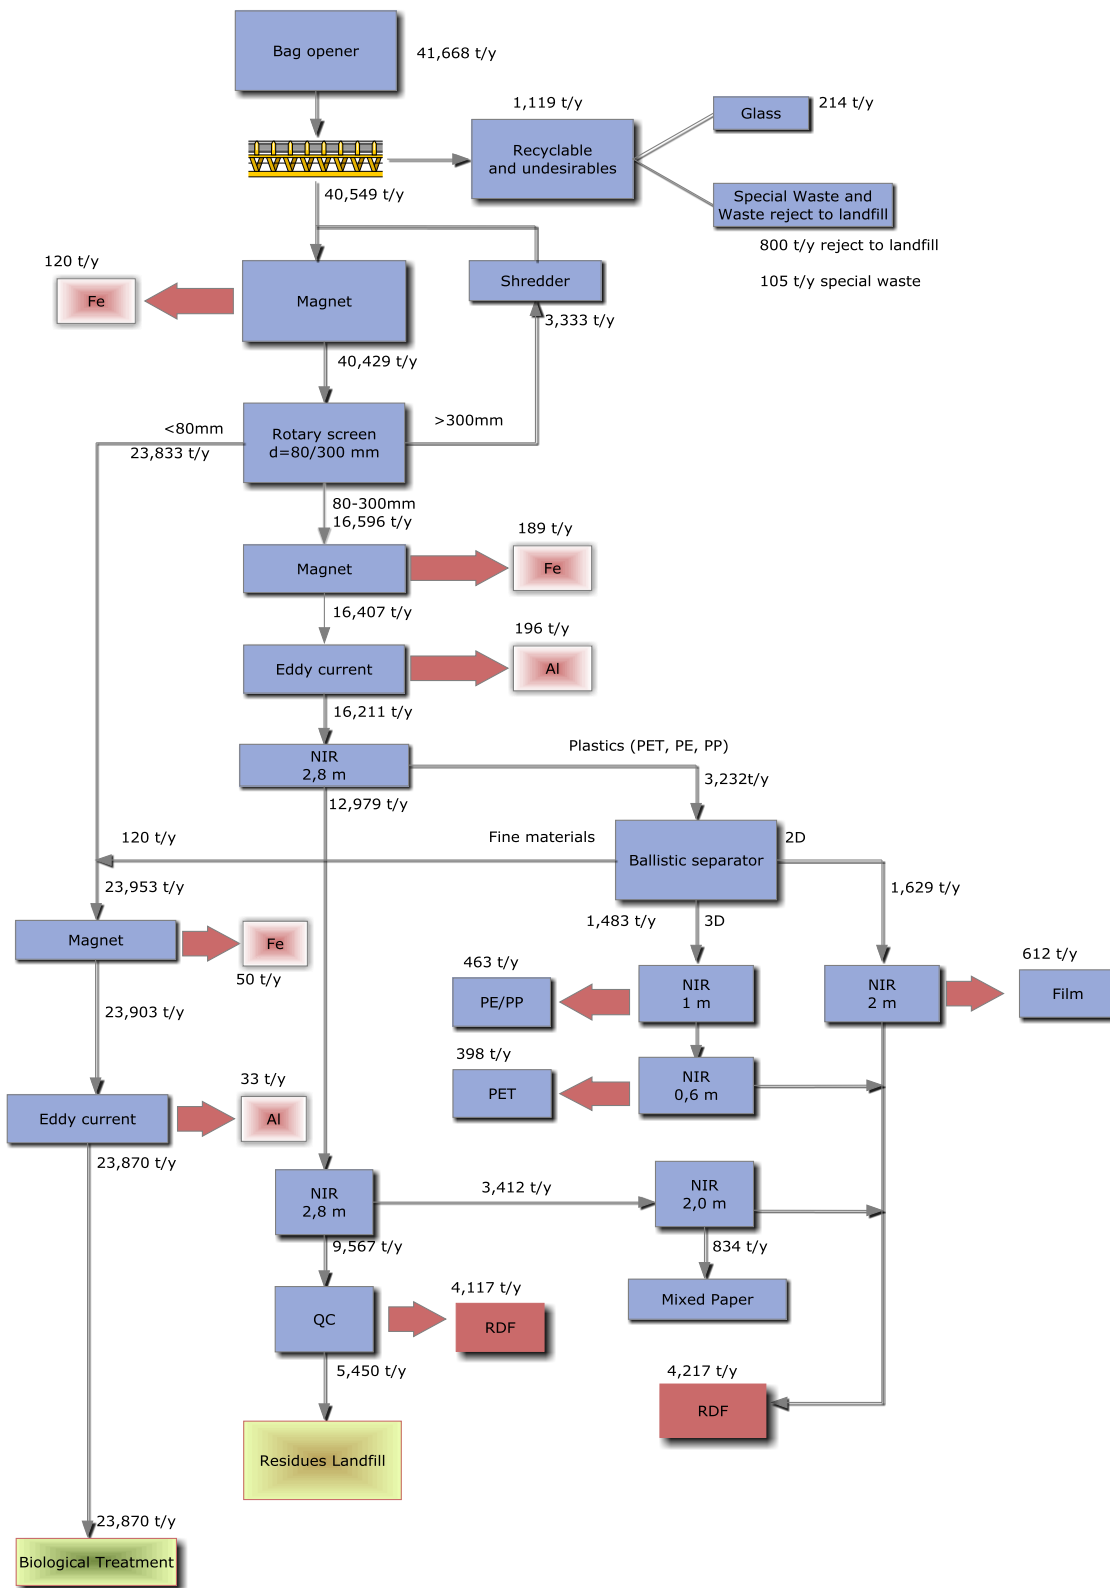 Bag opener
41,668 t/y
1,119 t/y
Glass
214 t/y
Recyclable
and undesirables
Special Waste and
Waste reject to landfill
40,549 t/y
800 t/y reject to landfill
105 t/y special waste
120 t/y
Fe
Magnet
Shredder
3,333 t/y
40,429 t/y
>300mm
<80mm
23,833 t/y
Rotary screen
d=80/300 mm
80-300mm
16,596 t/y
189 t/y
Magnet
Fe
16,407 t/y
196 t/y
Eddy current
Al
16,211 t/y
NIR
2,8 m
Plastics (PET, PE, PP)
3,232t/y
12,979 t/y
120 t/y
Fine materials
2D
Ballistic separator
23,953 t/y
1,629 t/y
1,483 t/y
3D
Magnet
Fe
50 t/y
463 t/y
PE/PP
NIR
1 m
NIR
2 m
612 t/y
Film
23,903 t/y
398 t/y
PET
NIR
0,6 m
33 t/y
Eddy current
Al
23,870 t/y
NIR
2,8 m
3,412 t/y
NIR
2,0 m
9,567 t/y
834 t/y
QC
4,117 t/y
RDF
Mixed Paper
5,450 t/y
4,217 t/y
RDF
Residues Landfill
23,870 t/y
Biological Treatment